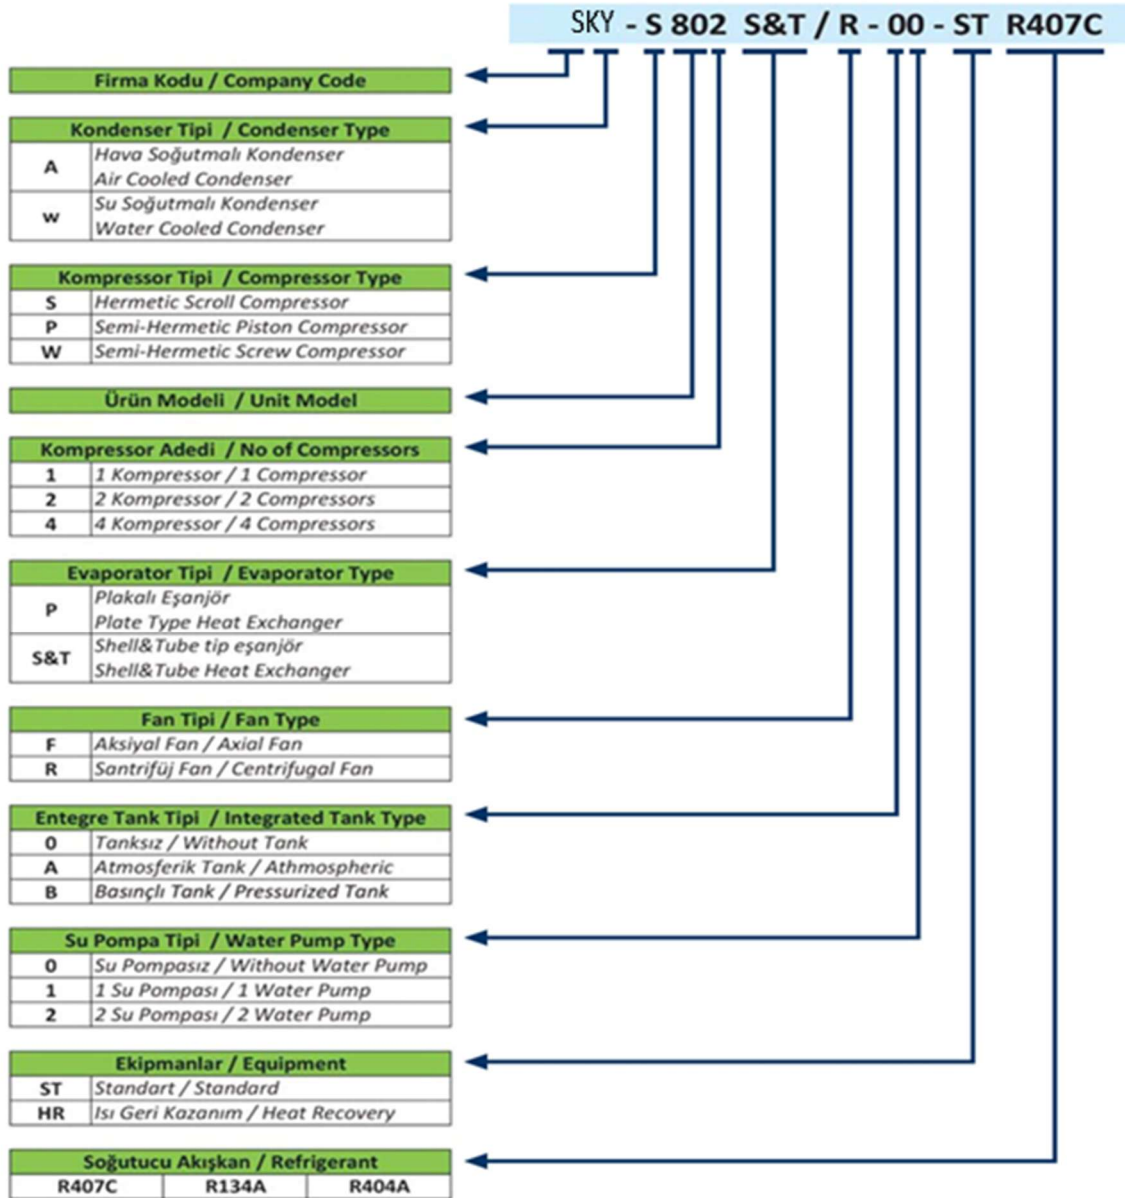 SKY - S 802 S&T / R - 00 - ST R407C
Firma Kodu / Company Code
Kondenser Tipi / Condenser Type
A
Hava Soğutmalı Kondenser
Air Cooled Condenser
w
Su Soğutmalı Kondenser
Water Cooled Condenser
Kompressor Tipi / Compressor Type
S Hermetic Scroll Compressor
P Semi-Hermetic Piston Compressor
W Semi-Hermetic Screw Compressor
Ürün Modeli / Unit Model
Kompressor Adedi / No of Compressors
1 1 Kompressor / 1 Compressor
2 2 Kompressor / 2 Compressors
4 4 Kompressor / 4 Compressors
Evaporator Tipi / Evaporator Type
P
Plakalı Eşanjör
Plate Type Heat Exchanger
S&T
Shell&Tube tip eşanjör
Shell&Tube Heat Exchanger
Fan Tipi / Fan Type
F Aksiyal Fan / Axial Fan
R Santrifüj Fan / Centrifugal Fan
Entegre Tank Tipi / Integrated Tank Type
0 Tanksız / Without Tank
A Atmosferik Tank / Athmospheric
B Basınçlı Tank / Pressurized Tank
Su Pompa Tipi / Water Pump Type
0 Su Pompasız / Without Water Pump
1 1 Su Pompası / 1 Water Pump
2 2 Su Pompası / 2 Water Pump
Ekipmanlar / Equipment
ST Standart / Standard
HR Isı Geri Kazanım / Heat Recovery
Soğutucu Akışkan / Refrigerant
R407C R134A R404A